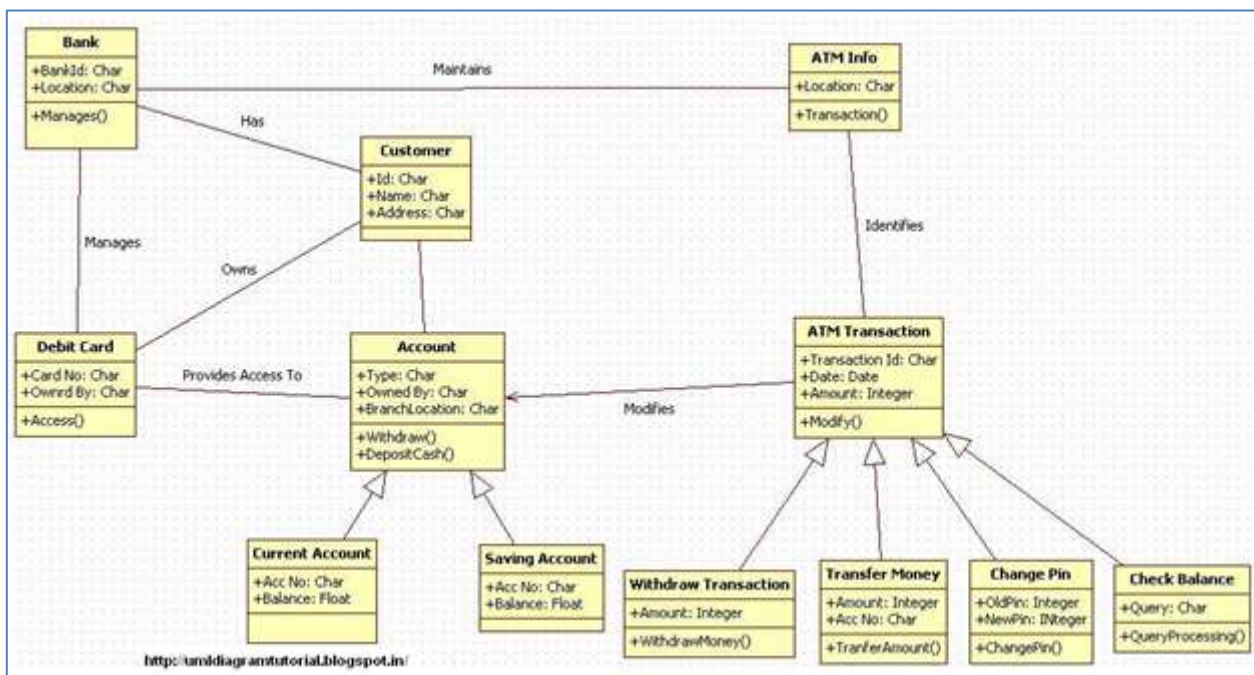 Bank
+BankId: Char
+Location: Char
+Manages()
Maintains
ATM Info
+Location: Char
+Transaction()
Has
Customer
+Id: Char
+Name: Char
+Address: Char
Manages
Owns
Identifies
Debit Card
+Card No: Char
+Ownrd By: Char
+Access()
Provides Access To
Account
+Type: Char
+Owned By: Char
+BranchLocation: Char
+Withdraw()
+DepositCash()
Modifies
ATM Transaction
+Transaction Id: Char
+Date: Date
+Amount: Integer
+Modify()
Current Account
+Acc No: Char
+Balance: Float
Saving Account
+Acc No: Char
+Balance: Float
Withdraw Transaction
+Amount: Integer
+WithdrawMoney()
Transfer Money
+Amount: Integer
+Acc No: Char
+TranferAmount()
Change Pin
+OldPin: Integer
+NewPin: INteger
+ChangePin()
Check Balance
+Query: Char
+QueryProcessing()
http://umldiagramtutorial.blogspot.in/